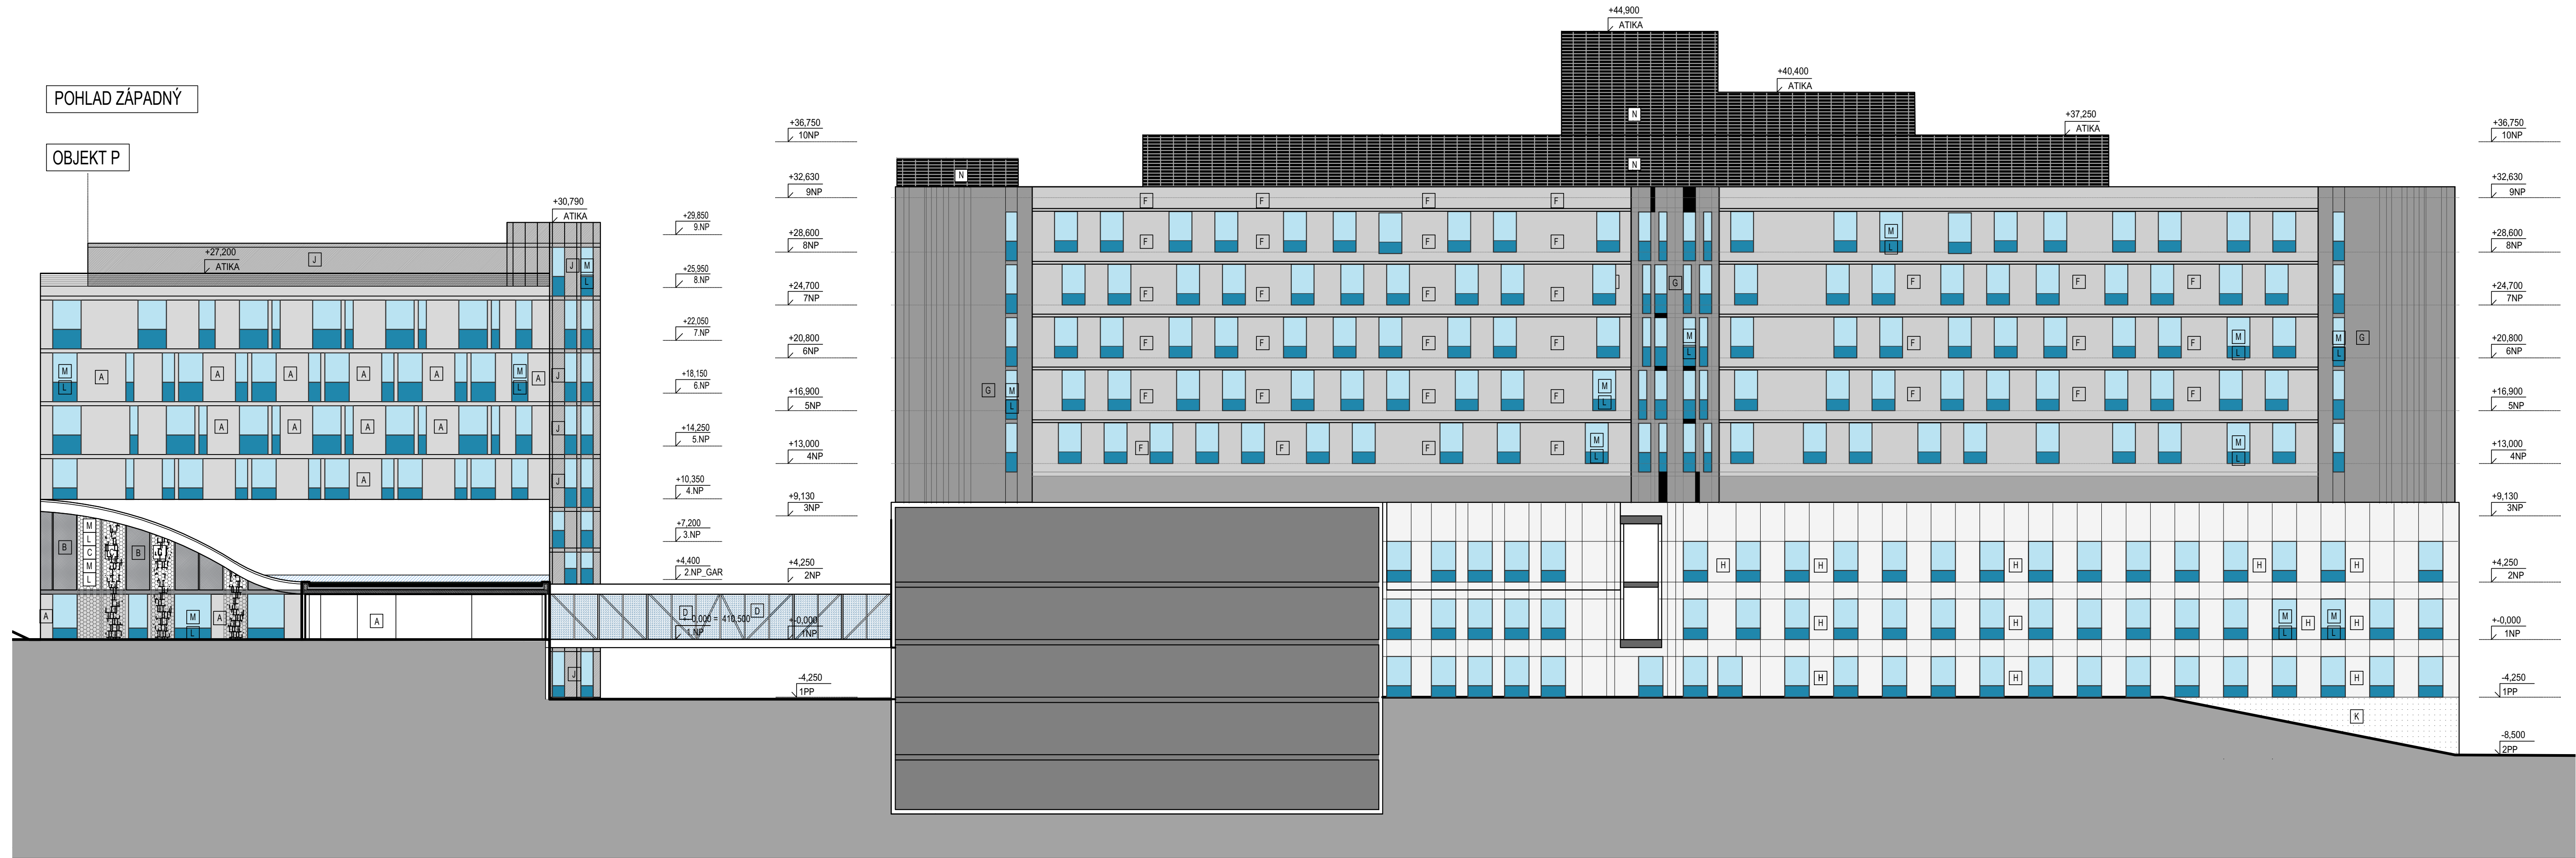 POHLAD ZÁPADNÝ
OBJEKT P
+44,900
ATIKA
+40,400
ATIKA
+37,250
ATIKA
+30,790
ATIKA
+27,200
ATIKA
+29,850
9.NP
+25,950
8.NP
+22,050
7.NP
+18,150
6.NP
+14,250
5.NP
+10,350
4.NP
+7,200
3.NP
+4,400
2.NP_GAR
+-0,000 = 410,500
1.NP
+36,750
10NP
+32,630
9NP
+28,600
8NP
+24,700
7NP
+20,800
6NP
+16,900
5NP
+13,000
4NP
+9,130
3NP
+4,250
2NP
+-0,000
1NP
-4,250
1PP
+36,750
10NP
+32,630
9NP
+28,600
8NP
+24,700
7NP
+20,800
6NP
+16,900
5NP
+13,000
4NP
+9,130
3NP
+4,250
2NP
+-0,000
1NP
-4,250
1PP
-8,500
2PP
J
J M
L
M
L
A A A A A
M
L
A J
A A A A J
A J
B
M
L
C
M
L
B
A
M
L
A
A
D D
J
N
N
N
F F F F
F F F F
M
L
F F F F
G
F F F
F F F F
M
L
F F F
M
L
M
L
G
G
M
L
F F F F
M
L
F F F
F F F F
M
L
M
L
H H H H H
H H
M
L
H
M
L
H
H H H
K